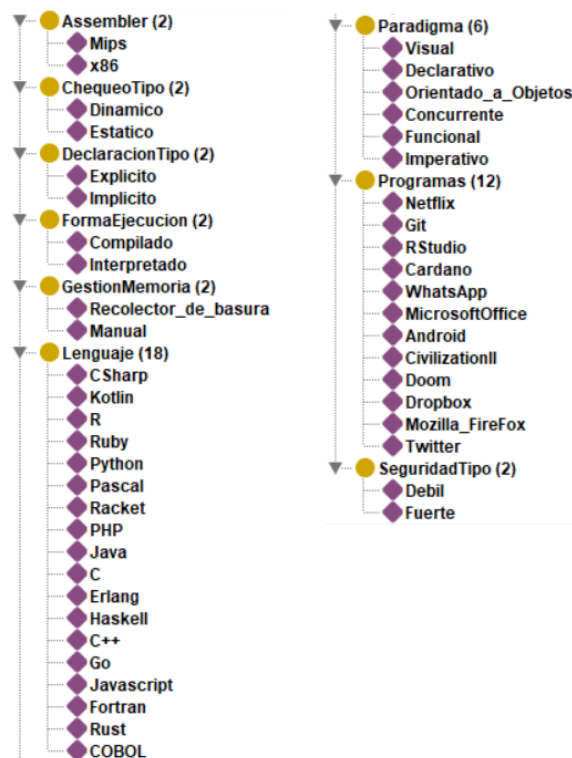 Assembler (2)
Mips
x86
ChequeoTipo (2)
Dinamico
Estatico
DeclaracionTipo (2)
Explicito
Implicito
FormaEjecucion (2)
Compilado
Interpretado
GestionMemoria (2)
Recolector_de_basura
Manual
Lenguaje (18)
CSharp
Kotlin
R
Ruby
Python
Pascal
Racket
PHP
Java
C
Erlang
Haskell
C++
Go
Javascript
Fortran
Rust
COBOL
Paradigma (6)
Visual
Declarativo
Orientado_a_Objetos
Concurrente
Funcional
Imperativo
Programas (12)
Netflix
Git
RStudio
Cardano
WhatsApp
MicrosoftOffice
Android
CivilizationII
Doom
Dropbox
Mozilla_FireFox
Twitter
SeguridadTipo (2)
Debil
Fuerte